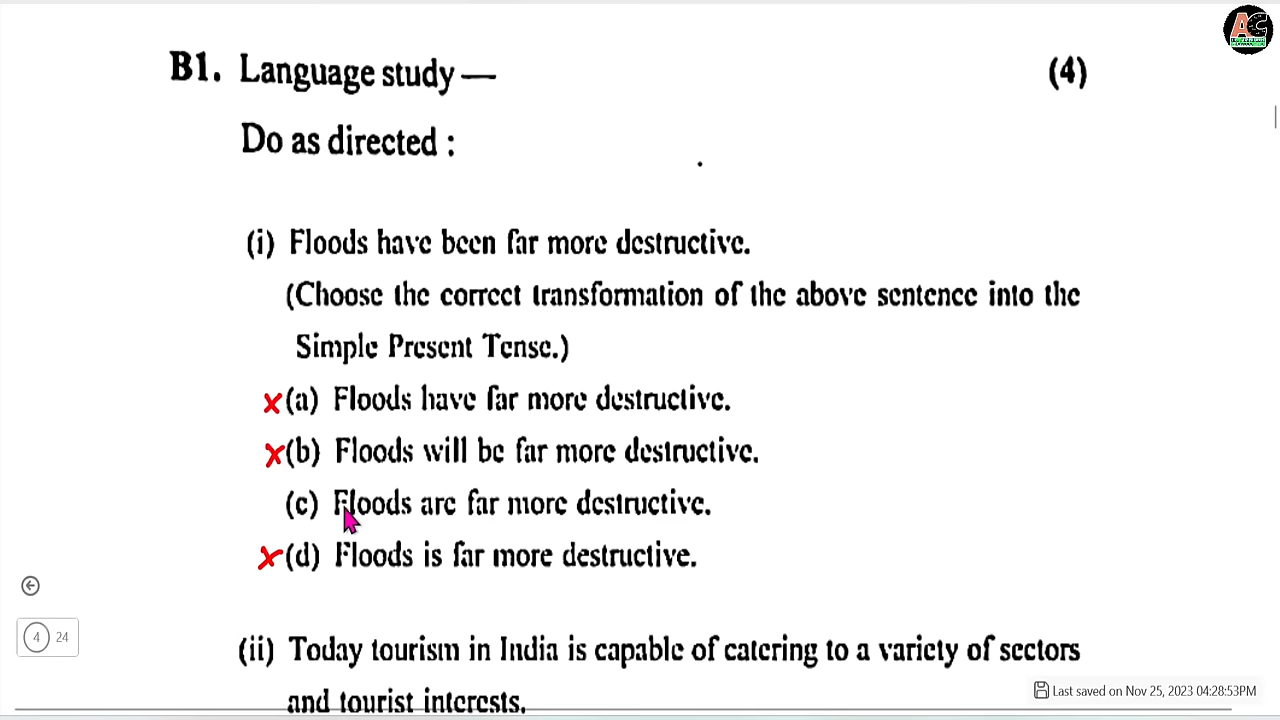 AC
B1. Language study — (4)
Do as directed :
(i) Floods have been far more destructive.
(Choose the correct transformation of the above sentence into the
Simple Present Tense.)
x (a) Floods have far more destructive.
x (b) Floods will be far more destructive.
(c) Floods are far more destructive.
x (d) Floods is far more destructive.
4 24
(ii) Today tourism in India is capable of catering to a variety of sectors
and tourist interests.
Last saved on Nov 25, 2023 04:28:53PM